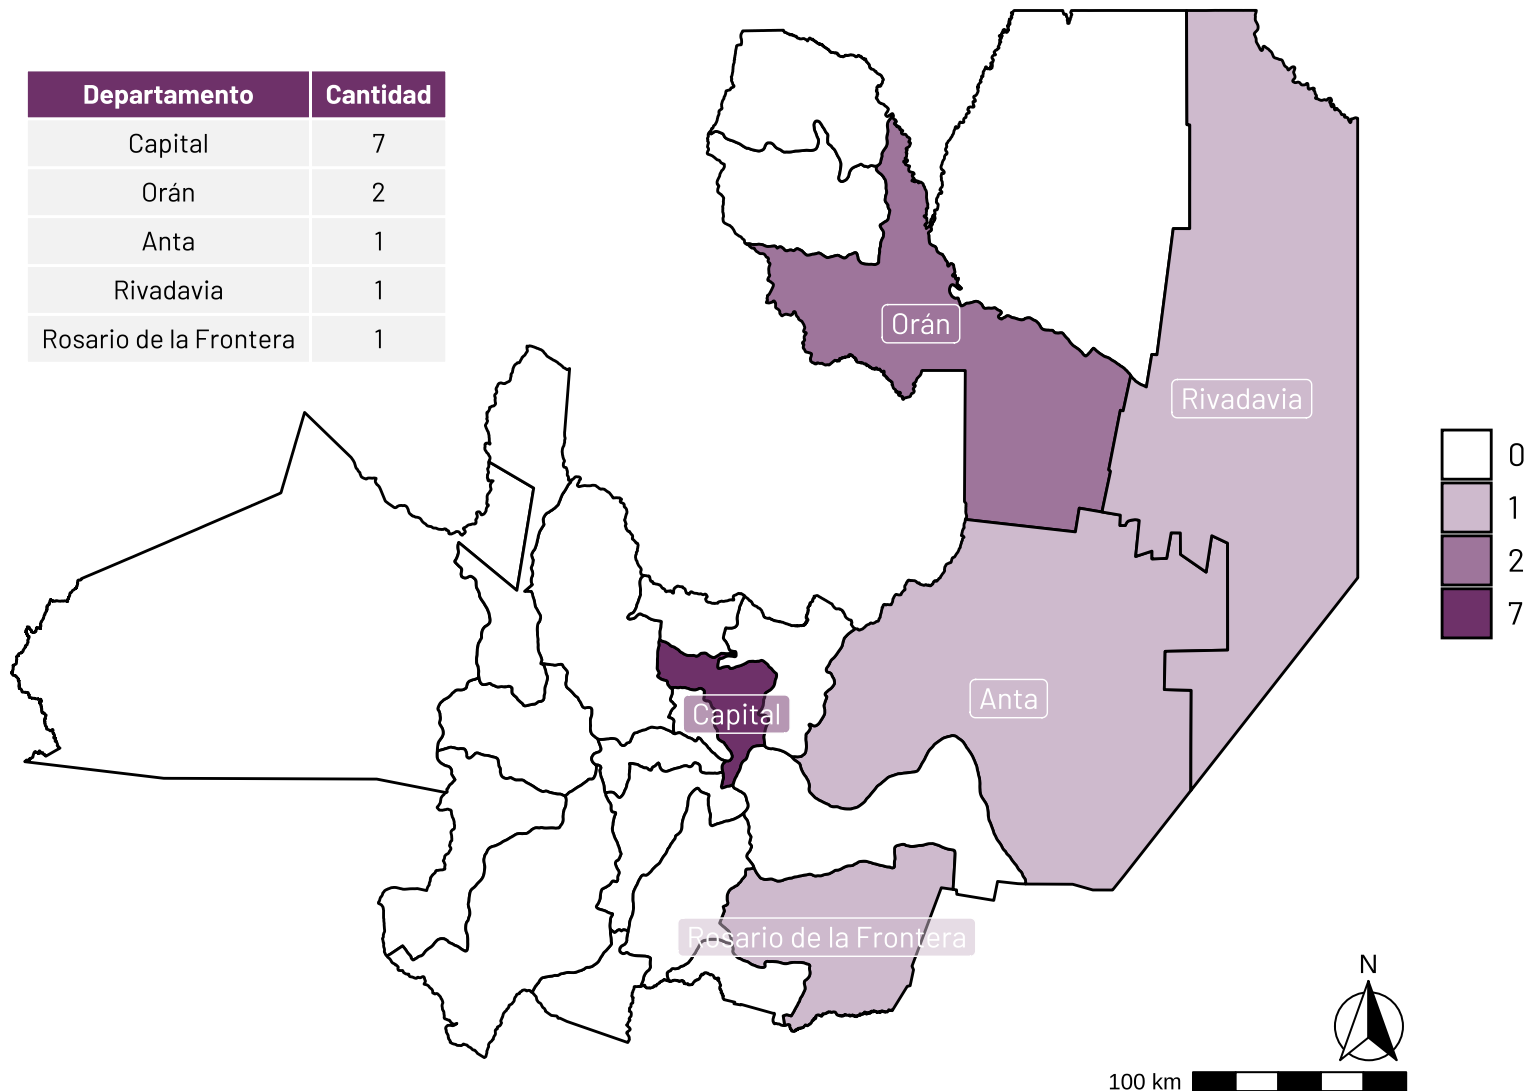 Departamento Cantidad
Capital 7
Orán 2
Anta 1
Rivadavia 1
Rosario de la Frontera 1
Orán
Rivadavia
Anta
Capital
Rosario de la Frontera
0
1
2
7
N
100 km